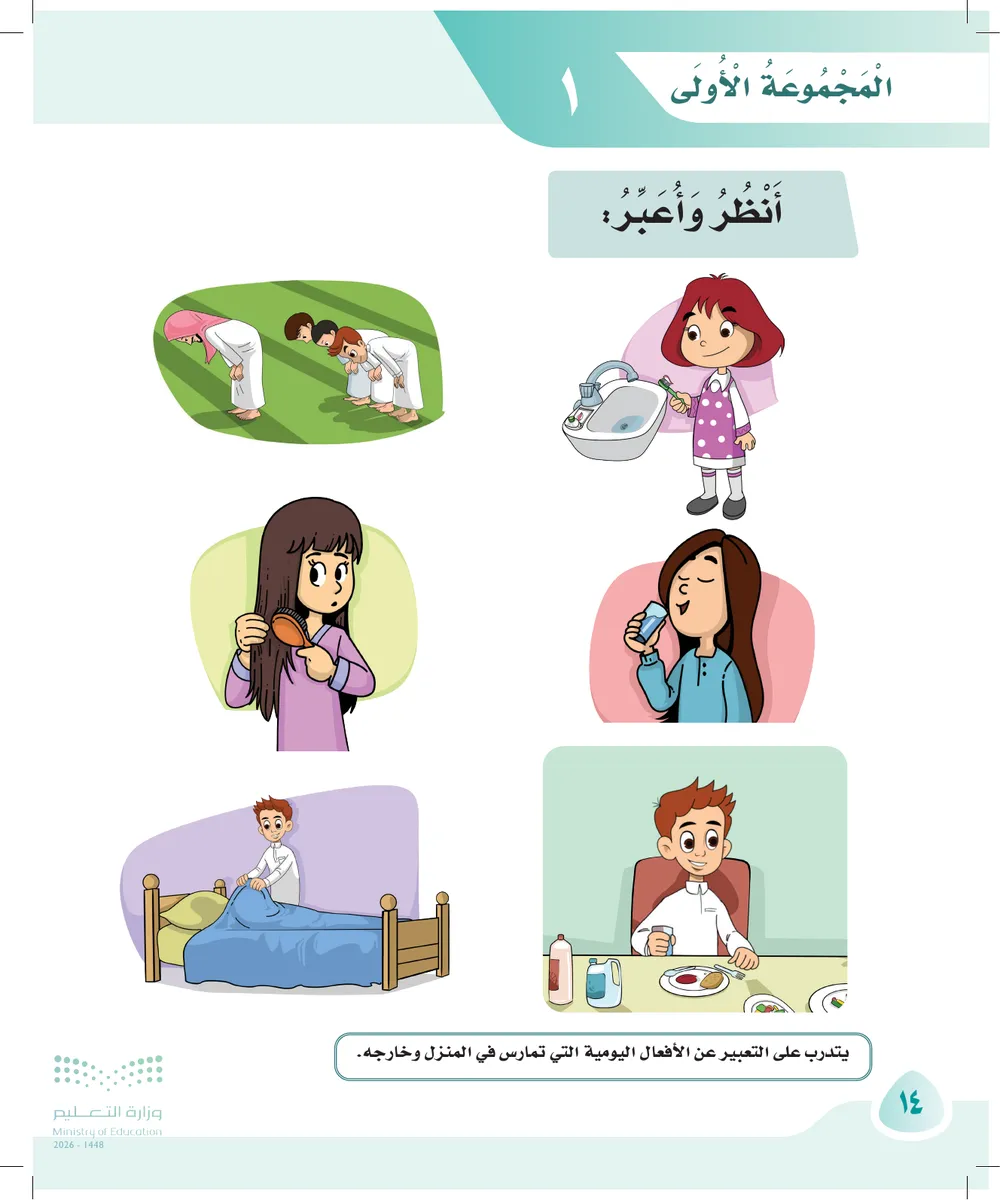 الْمَجْمُوعَةُ الْأُولَى
١
أَنْظُرُ وَأُعَبِّرُ:
يتدرب على التعبير عن الأفعال اليومية التي تمارس في المنزل وخارجه.
١٤
وزارة التعـــليم
Ministry of Education
2026 - 1448